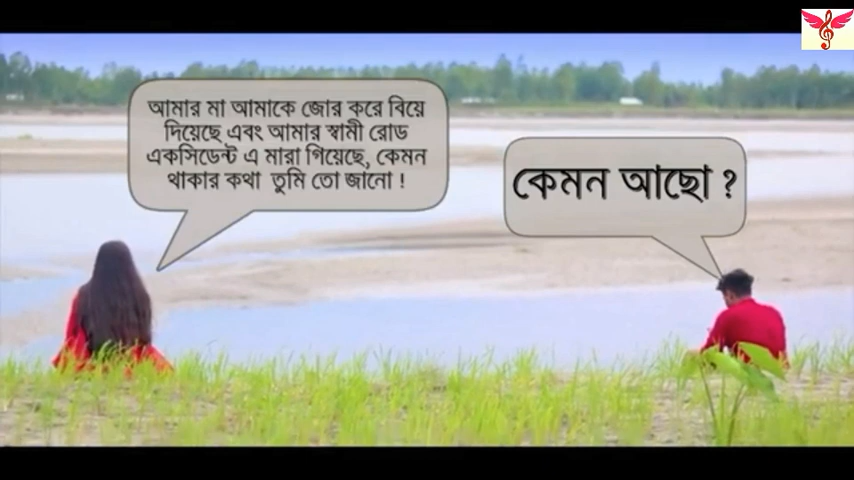 আমার মা আমাকে জোর করে বিয়ে
দিয়েছে এবং আমার স্বামী রোড
একসিডেন্ট এ মারা গিয়েছে, কেমন
থাকার কথা তুমি তো জানো !
কেমন আছো ?